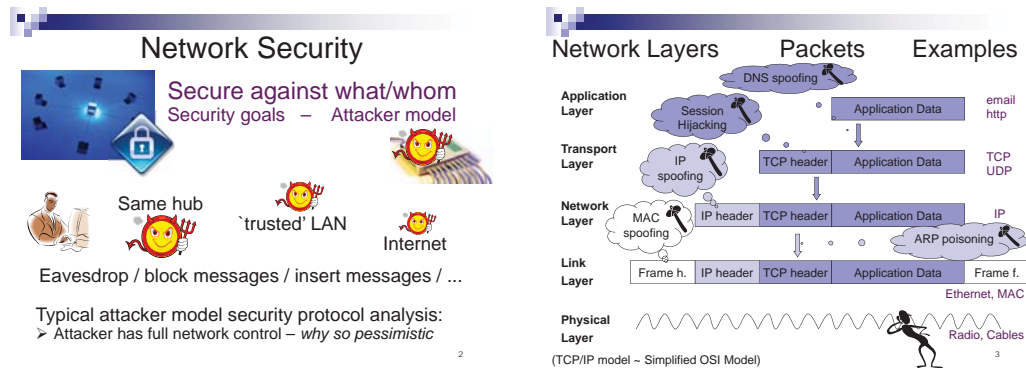 Network Security
Secure against what/whom
Security goals – Attacker model
Same hub
`trusted' LAN
Internet
Eavesdrop / block messages / insert messages / ...
Typical attacker model security protocol analysis:
➢ Attacker has full network control – why so pessimistic
2
Network Layers Packets Examples
DNS spoofing
Application
Layer
Session
Hijacking
Application Data
email
http
Transport
Layer
IP
spoofing
TCP header Application Data
TCP
UDP
Network
Layer
MAC
spoofing
IP header TCP header Application Data
IP
ARP poisoning
Link
Layer
Frame h. IP header TCP header Application Data Frame f.
Ethernet, MAC
Physical
Layer
Radio, Cables
(TCP/IP model ~ Simplified OSI Model)
3